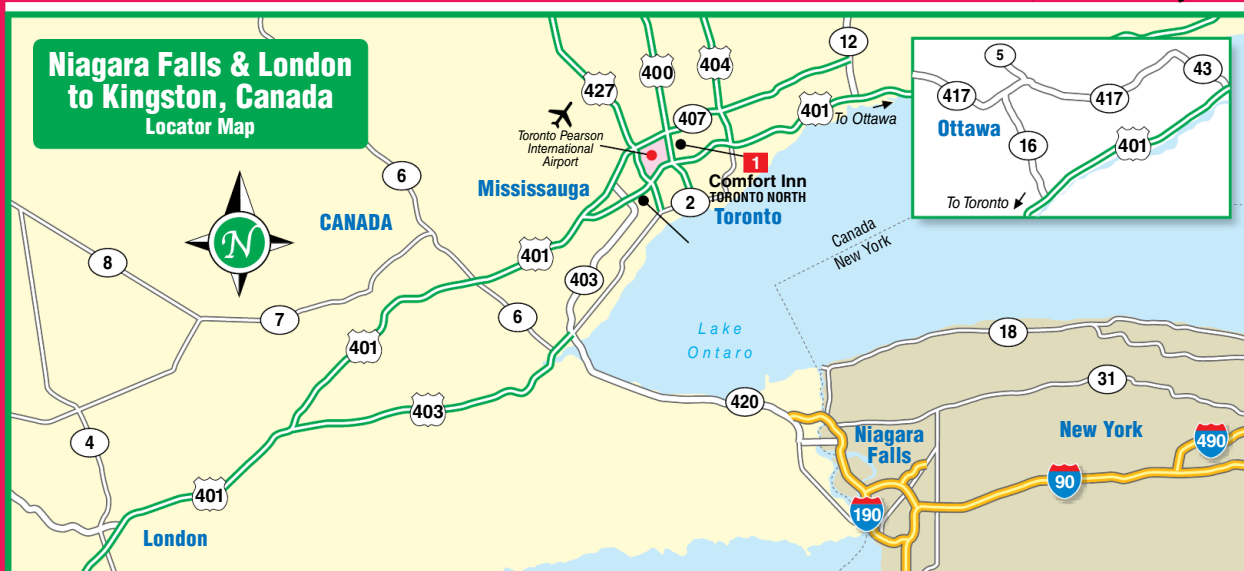 Niagara Falls & London
to Kingston, Canada
Locator Map
12
400
404
427
407
401
To Ottawa
Toronto Pearson
International
Airport
1
Comfort Inn
TORONTO NORTH
2
Toronto
Mississauga
6
CANADA
N
8
401
403
7
6
401
403
4
401
London
Canada
New York
Lake
Ontaro
420
18
31
Niagara
Falls
New York
490
90
190
5
43
417
417
Ottawa
16
401
To Toronto